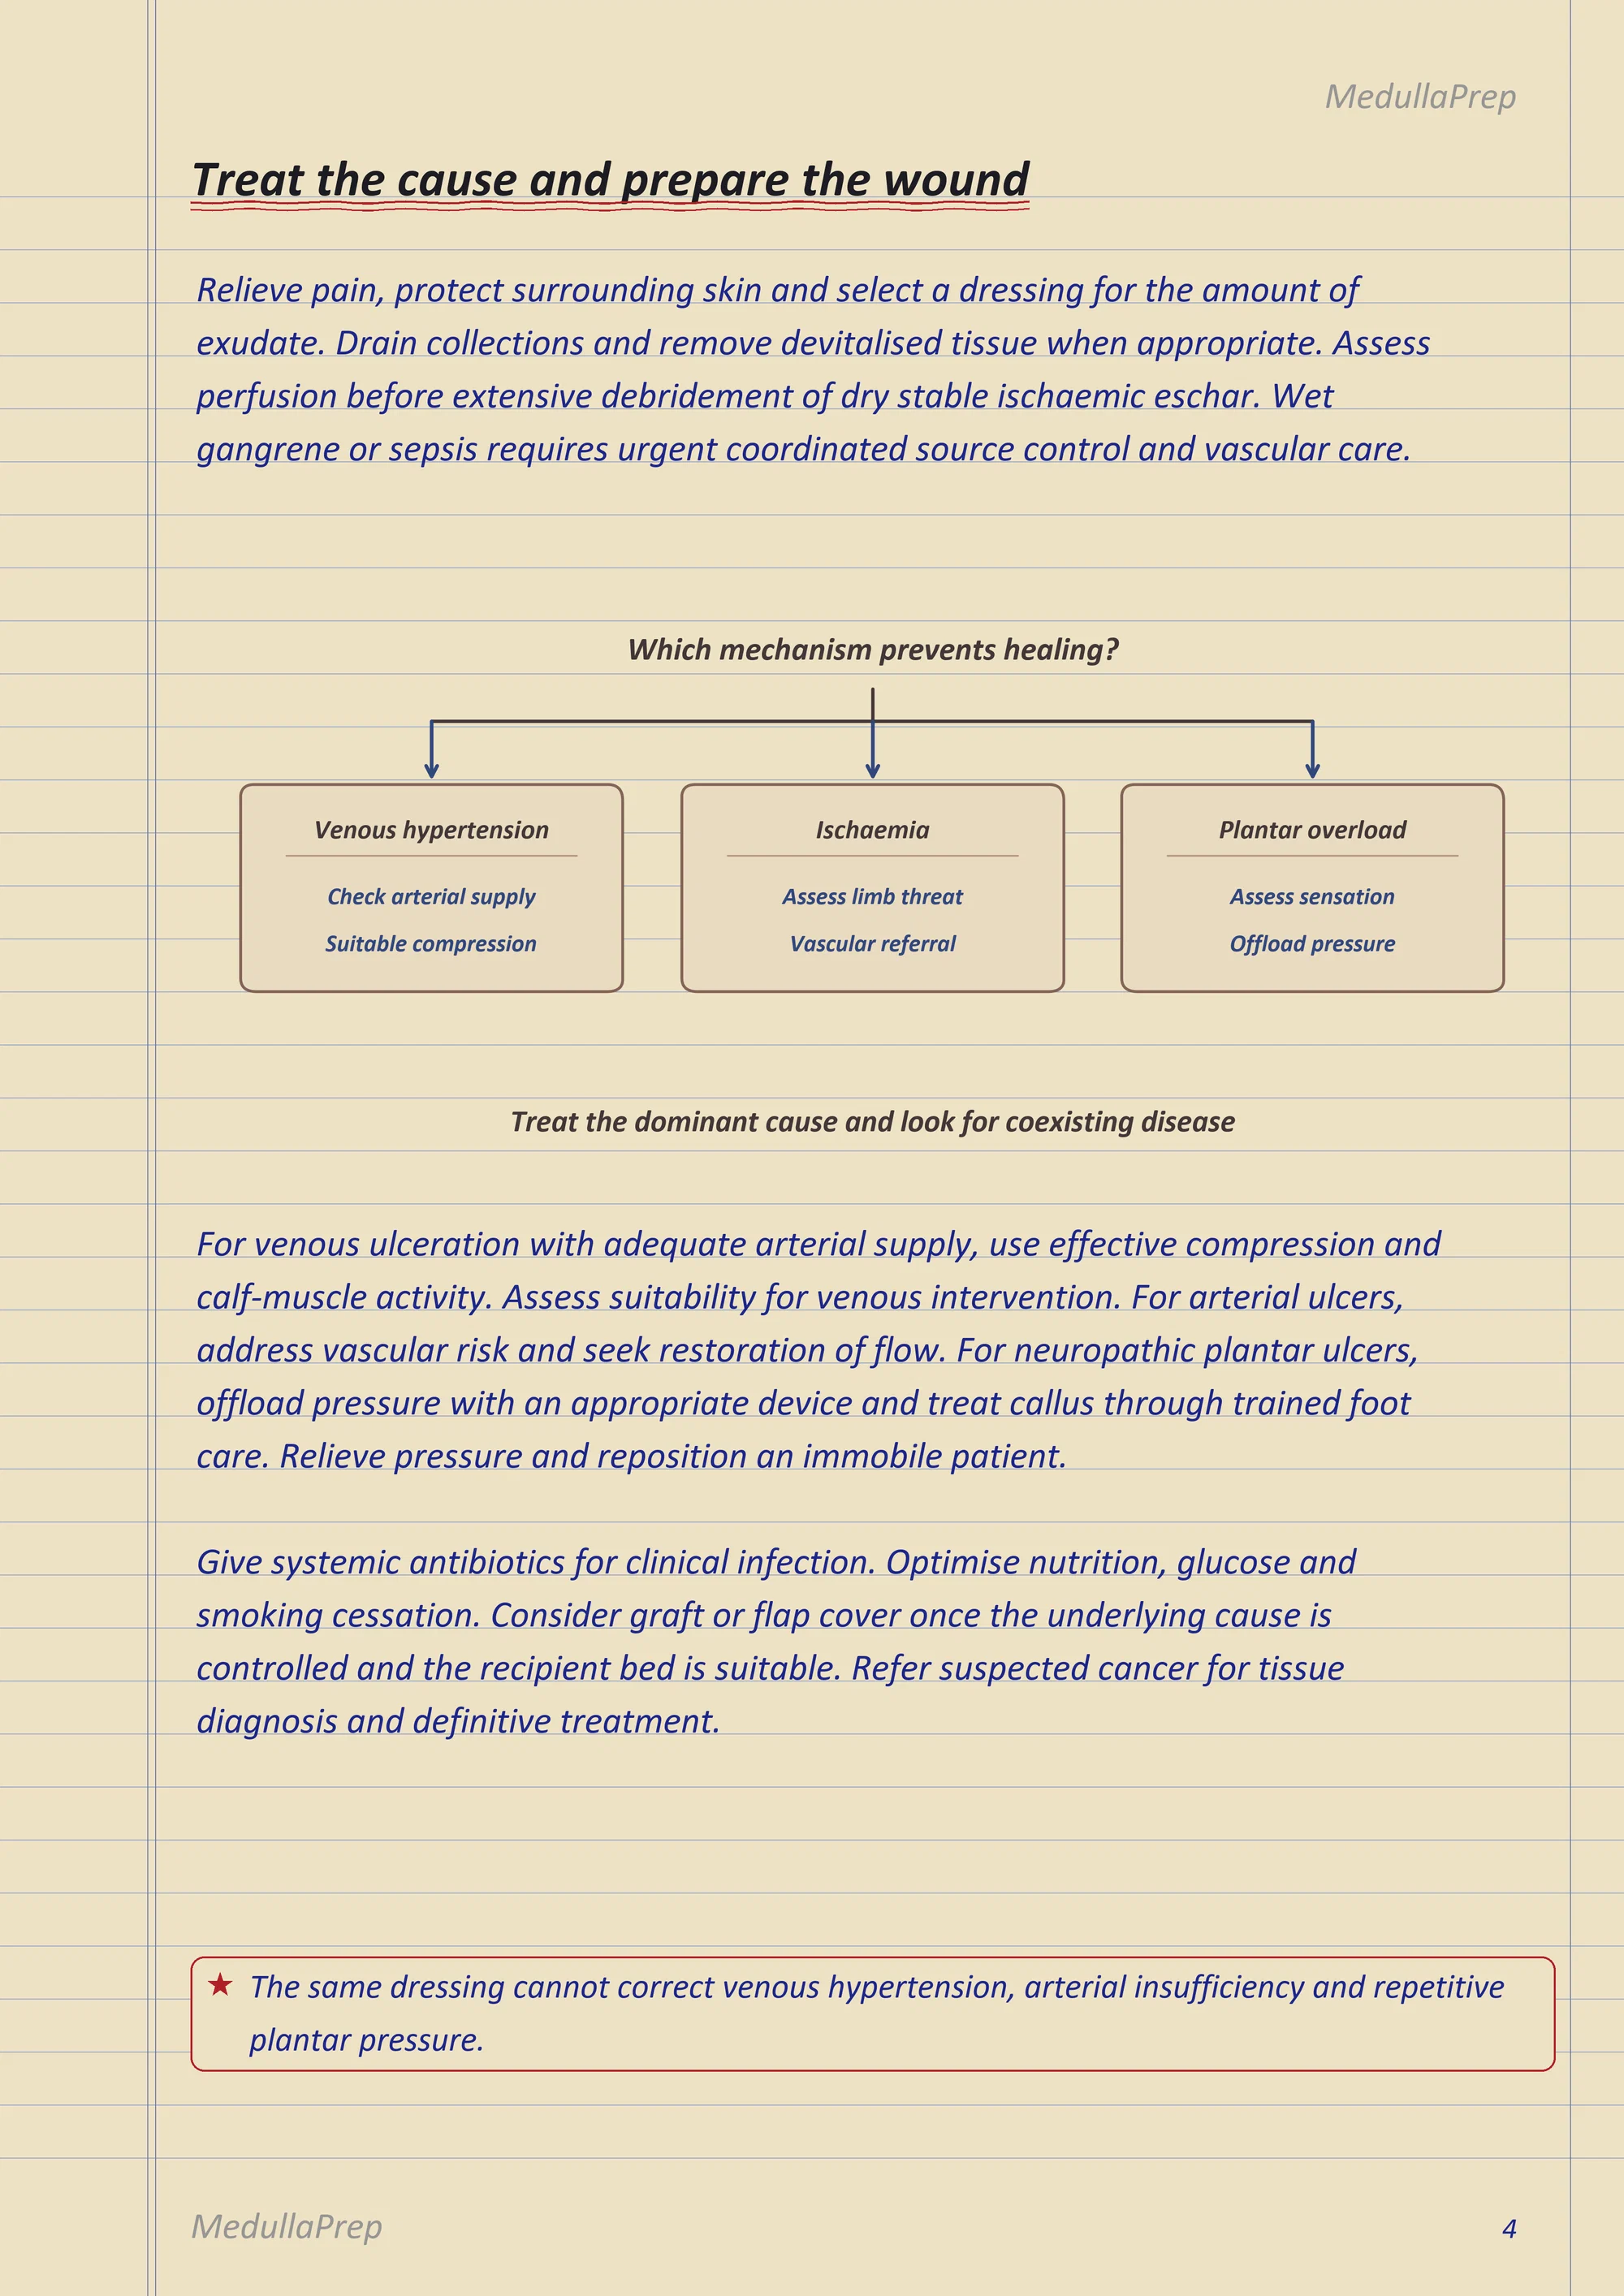 MedullaPrep
Treat the cause and prepare the wound
Relieve pain, protect surrounding skin and select a dressing for the amount of
exudate. Drain collections and remove devitalised tissue when appropriate. Assess
perfusion before extensive debridement of dry stable ischaemic eschar. Wet
gangrene or sepsis requires urgent coordinated source control and vascular care.
Which mechanism prevents healing?
Venous hypertension
Check arterial supply
Suitable compression
Ischaemia
Assess limb threat
Vascular referral
Plantar overload
Assess sensation
Offload pressure
Treat the dominant cause and look for coexisting disease
For venous ulceration with adequate arterial supply, use effective compression and
calf-muscle activity. Assess suitability for venous intervention. For arterial ulcers,
address vascular risk and seek restoration of flow. For neuropathic plantar ulcers,
offload pressure with an appropriate device and treat callus through trained foot
care. Relieve pressure and reposition an immobile patient.
Give systemic antibiotics for clinical infection. Optimise nutrition, glucose and
smoking cessation. Consider graft or flap cover once the underlying cause is
controlled and the recipient bed is suitable. Refer suspected cancer for tissue
diagnosis and definitive treatment.
★ The same dressing cannot correct venous hypertension, arterial insufficiency and repetitive
plantar pressure.
MedullaPrep
4